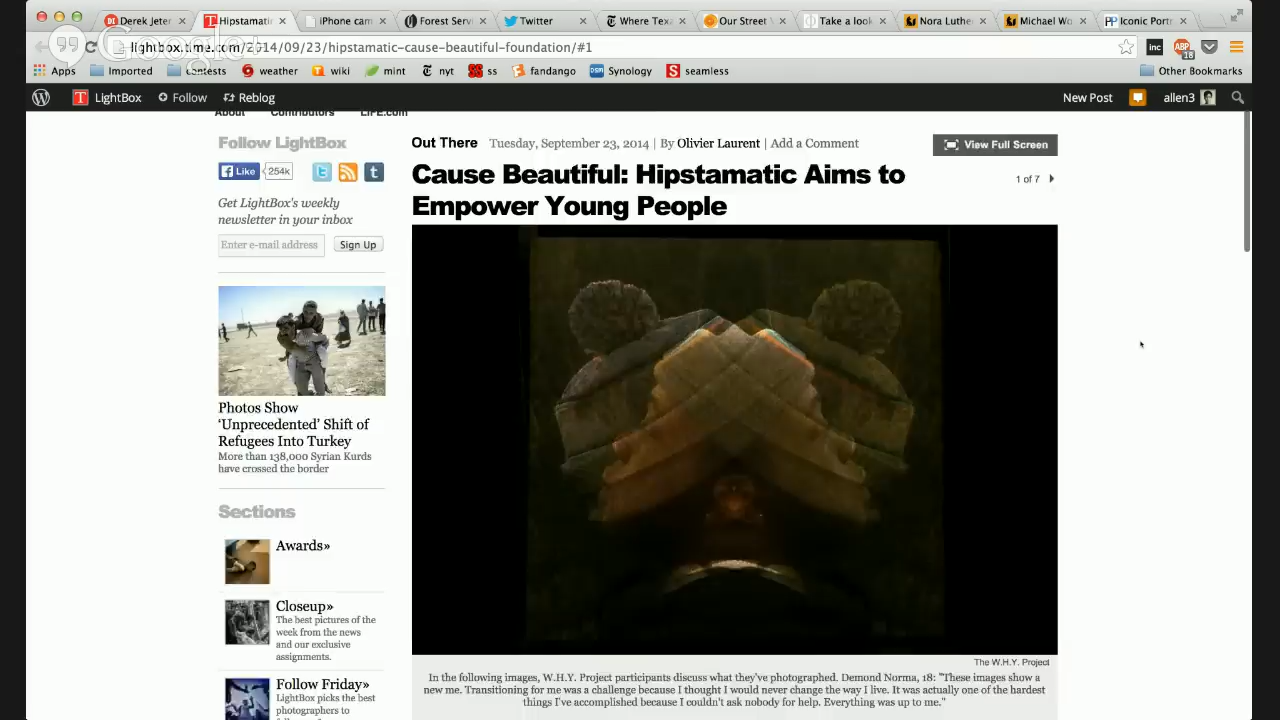 Derek Jeter
Hipstamatic
iPhone cam
Forest Serv
Twitter
Where Texa
Our Street
Take a look
Nora Luthe
Michael Wo
Iconic Portr
Google+
lightbox.time.com/2014/09/23/hipstamatic-cause-beautiful-foundation/#1
inc
ABP
18
Apps
Imported
contests
weather
wiki
mint
nyt
ss
fandango
Synology
seamless
Other Bookmarks
LightBox
Follow
Reblog
New Post
allen3
About
Contributors
LIFE.com
Follow LightBox
Like
254k
Get LightBox's weekly
newsletter in your inbox
Enter e-mail address
Sign Up
Out There Tuesday, September 23, 2014 | By Olivier Laurent | Add a Comment
View Full Screen
Cause Beautiful: Hipstamatic Aims to
Empower Young People
1 of 7
Photos Show
‘Unprecedented’ Shift of
Refugees Into Turkey
More than 138,000 Syrian Kurds
have crossed the border
Sections
Awards»
Closeup»
The best pictures of the
week from the news
and our exclusive
assignments.
Follow Friday»
LightBox picks the best
photographers to
The W.H.Y. Project
In the following images, W.H.Y. Project participants discuss what they've photographed. Demond Norma, 18: "These images show a
new me. Transitioning for me was a challenge because I thought I would never change the way I live. It was actually one of the hardest
things I've accomplished because I couldn't ask nobody for help. Everything was up to me."